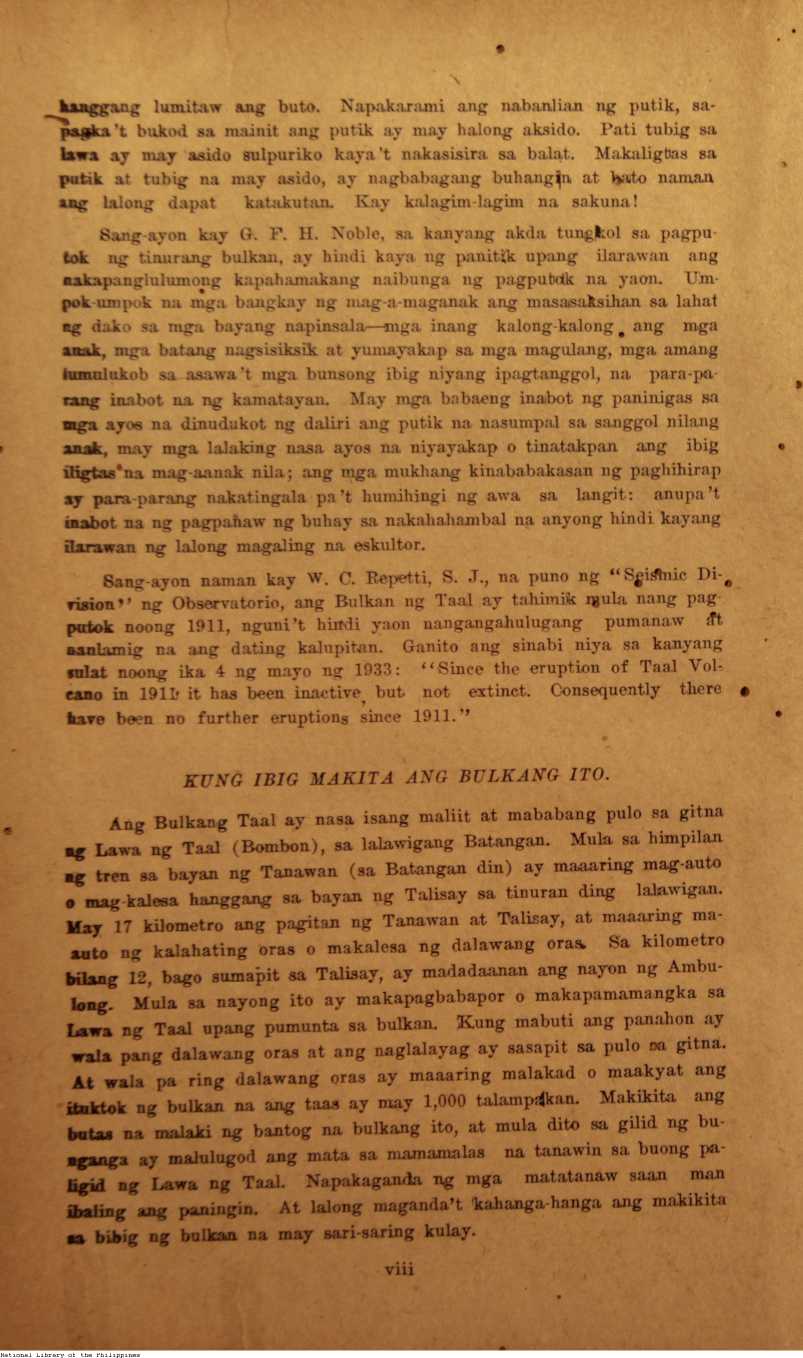 hanggang lumitaw ang buto. Napakarami ang nabanlian ng putik, sa-
pagka't bukod sa mainit ang putik ay may halong aksido. Pati tubig sa
lawa ay may asido sulpuriko kaya't nakasisira sa balat. Makaligtas sa
putik at tubig na may asido, ay nagbabagang buhangin at bato naman
ang lalong dapat katakutan. Kay kalagim-lagim na sakuna!
Sang-ayon kay G. F. H. Noble, sa kanyang akda tungkol sa pagpu-
tok ng tinurang bulkan, ay hindi kaya ng panitik upang ilarawan ang
nakapanglulumong kapahamakang naibunga ng pagputok na yaon. Um-
pok-umpok na mga bangkay ng mag-a-maganak ang masasaksihan sa lahat
ng dako sa mga bayang napinsala—mga inang kalong-kalong ang mga
anak, mga batang nagsisiksik at yumayakap sa mga magulang, mga amang
lumulukob sa asawa't mga bunsong ibig niyang ipagtanggol, na para-pa-
rang inabot na ng kamatayan. May mga babaeng inabot ng paninigas sa
mga ayos na dinudukot ng daliri ang putik na nasumpal sa sanggol nilang
anak, may mga lalaking nasa ayos na niyayakap o tinatakpan ang ibig
iligtas na mag-aanak nila; ang mga mukhang kinababakasan ng paghihirap
ay para-parang nakatingala pa't humihingi ng awa sa langit: anupa't
inabot na ng pagpahaw ng buhay sa nakahahambal na anyong hindi kayang
ilarawan ng lalong magaling na eskultor.
Sang-ayon naman kay W. C. Repetti, S. J., na puno ng "Seismic Di-
vision" ng Observatorio, ang Bulkan ng Taal ay tahimik mula nang pag-
putok noong 1911, nguni't hindi yaon nangangahulugang pumanaw at
nanlamig na ang dating kalupitan. Ganito ang sinabi niya sa kanyang
sulat noong ika 4 ng mayo ng 1933: "Since the eruption of Taal Vol-
cano in 1911 it has been inactive, but not extinct. Consequently there
have been no further eruptions since 1911."
KUNG IBIG MAKITA ANG BULKANG ITO.
Ang Bulkang Taal ay nasa isang maliit at mababang pulo sa gitna
ng Lawa ng Taal (Bombon), sa lalawigang Batangan. Mula sa himpilan
ng tren sa bayan ng Tanawan (sa Batangan din) ay maaaring mag-auto
o mag-kalesa hanggang sa bayan ng Talisay sa tinuran ding lalawigan.
May 17 kilometro ang pagitan ng Tanawan at Talisay, at maaaring ma-
auto ng kalahating oras o makalesa ng dalawang oras. Sa kilometro
bilang 12, bago sumapit sa Talisay, ay madadaanan ang nayon ng Ambu-
long. Mula sa nayong ito ay makapagbabapor o makapamamangka sa
Lawa ng Taal upang pumunta sa bulkan. Kung mabuti ang panahon ay
wala pang dalawang oras at ang naglalayag ay sasapit sa pulo sa gitna.
At wala pa ring dalawang oras ay maaaring malakad o maakyat ang
ituktok ng bulkan na ang taas ay may 1,000 talampakan. Makikita ang
butas na malaki ng bantog na bulkang ito, at mula dito sa gilid ng bu-
nganga ay malulugod ang mata sa mamamalas na tanawin sa buong pa-
ligid ng Lawa ng Taal. Napakaganda ng mga matatanaw saan man
ibaling ang paningin. At lalong maganda't kahanga-hanga ang makikita
sa bibig ng bulkan na may sari-saring kulay.
viii
National Library of the Philippines